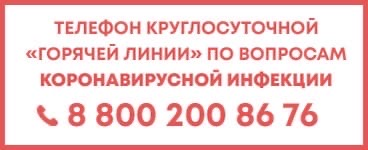 ТЕЛЕФОН КРУГЛОСУТОЧНОЙ
«ГОРЯЧЕЙ ЛИНИИ» ПО ВОПРОСАМ
КОРОНАВИРУСНОЙ ИНФЕКЦИИ
8 800 200 86 76